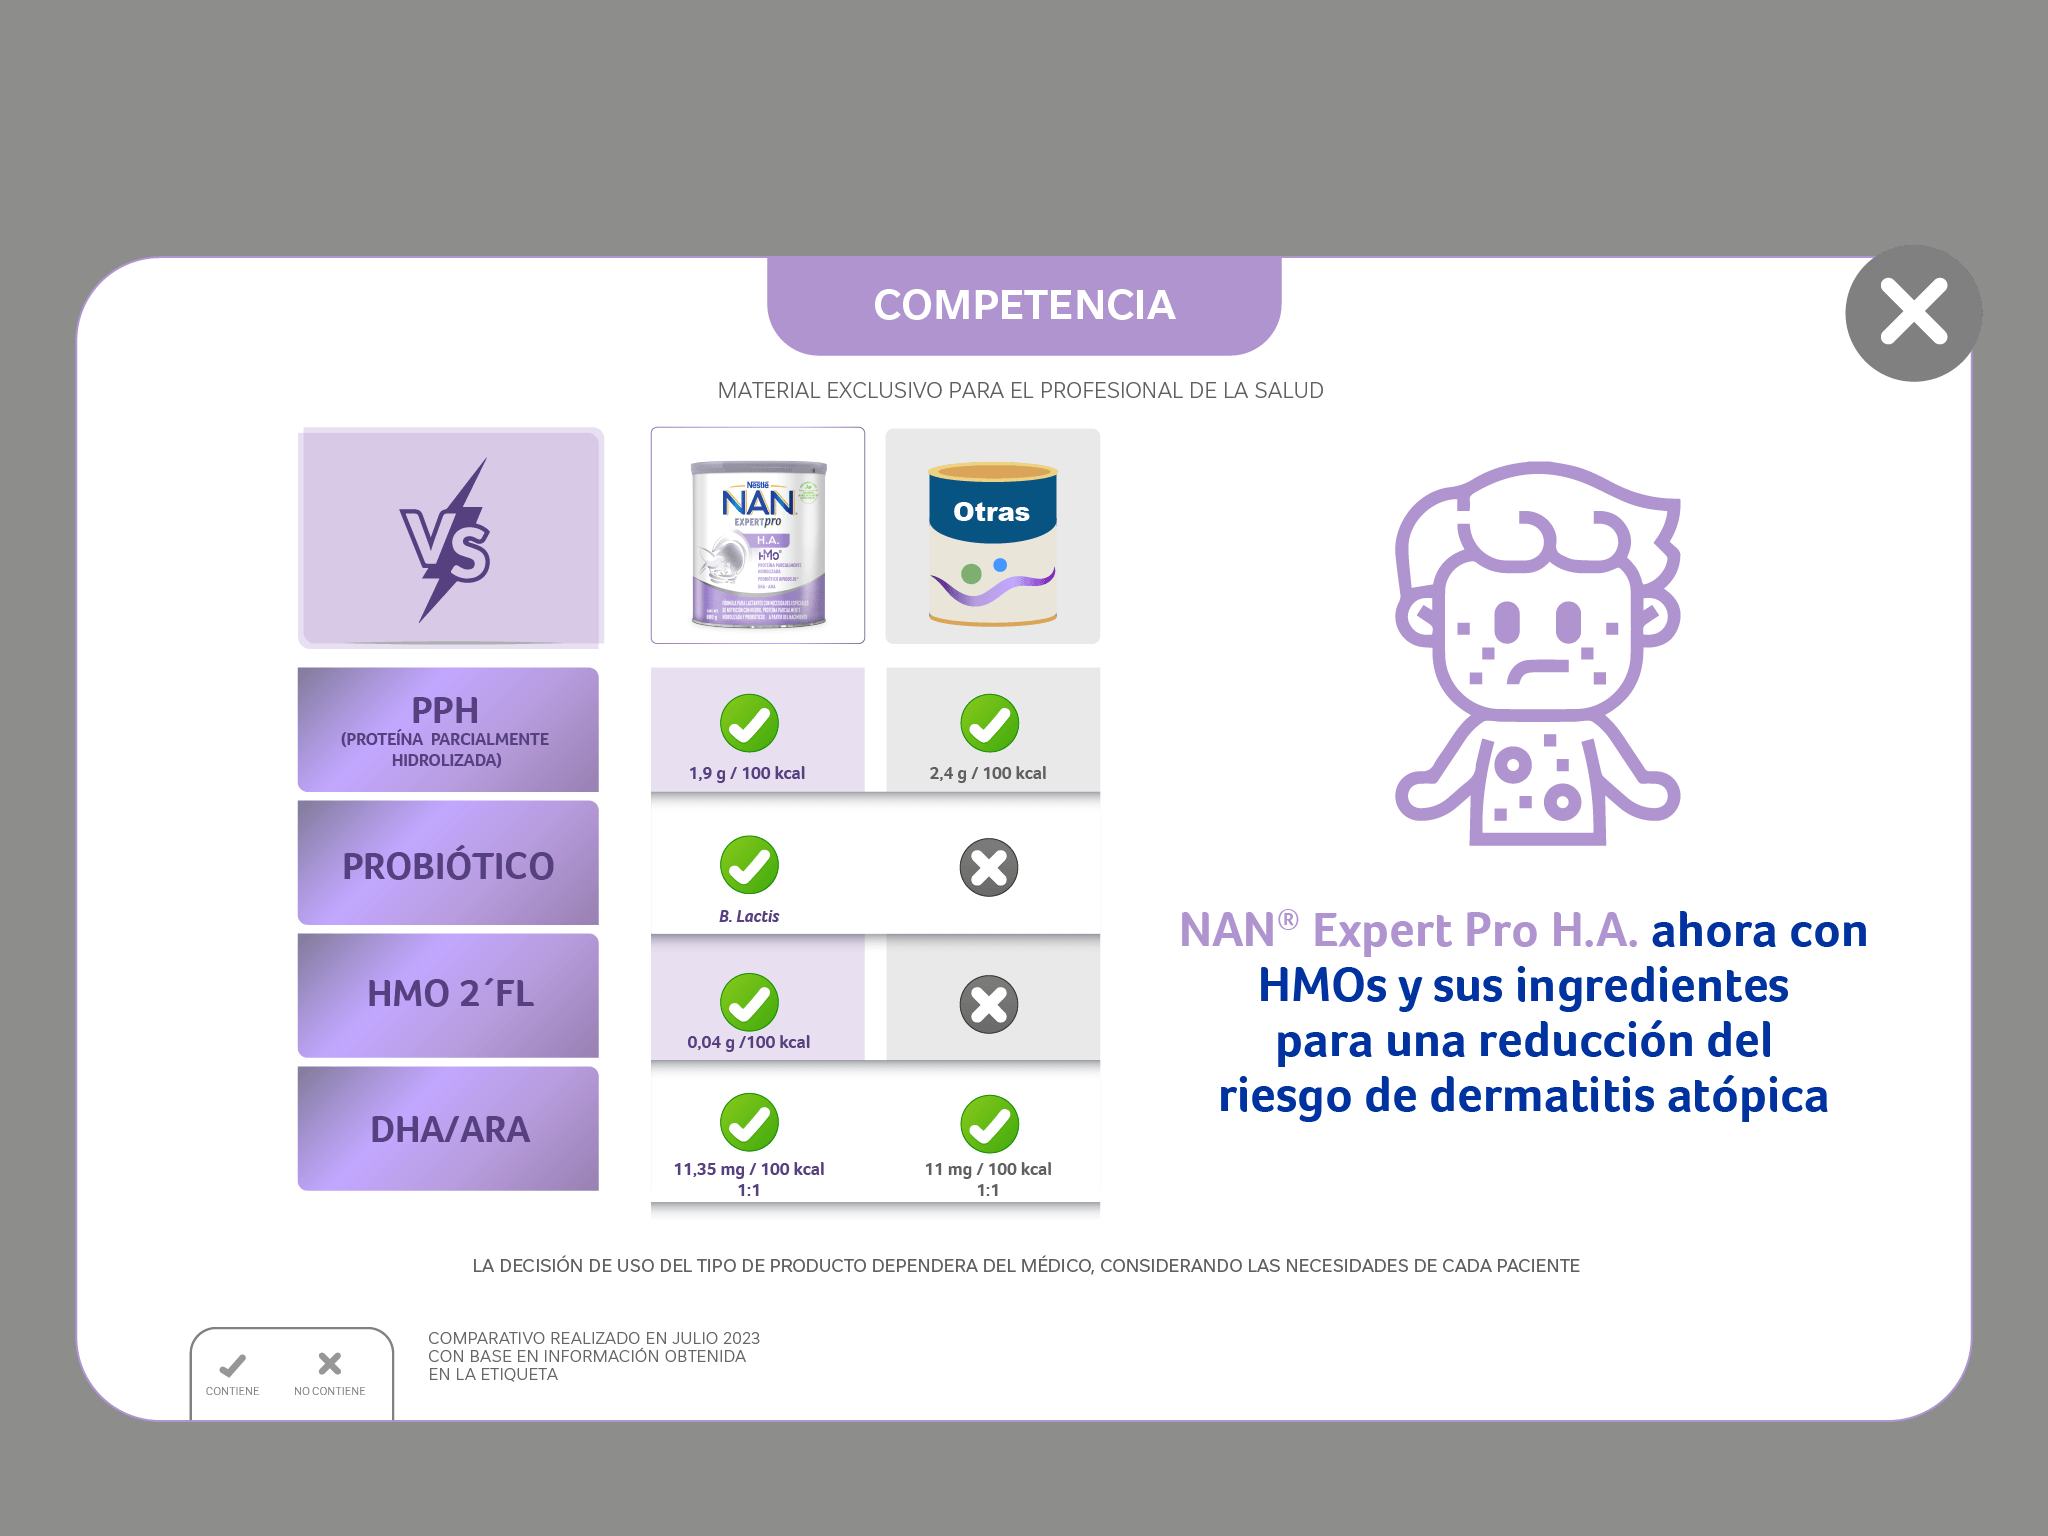 COMPETENCIA
MATERIAL EXCLUSIVO PARA EL PROFESIONAL DE LA SALUD
VS
Nestlé
NAN
EXPERTpro
H.A.
HMO
PROTEÍNA PARCIALMENTE
HIDROLIZADA
DHA - ARA
Otras
PPH
(PROTEÍNA PARCIALMENTE
HIDROLIZADA)
1,9 g / 100 kcal
2,4 g / 100 kcal
PROBIÓTICO
B. Lactis
HMO 2´FL
0,04 g /100 kcal
DHA/ARA
11,35 mg / 100 kcal
1:1
11 mg / 100 kcal
1:1
NAN® Expert Pro H.A. ahora con
HMOs y sus ingredientes
para una reducción del
riesgo de dermatitis atópica
LA DECISIÓN DE USO DEL TIPO DE PRODUCTO DEPENDERA DEL MÉDICO, CONSIDERANDO LAS NECESIDADES DE CADA PACIENTE
CONTIENE
NO CONTIENE
COMPARATIVO REALIZADO EN JULIO 2023
CON BASE EN INFORMACIÓN OBTENIDA
EN LA ETIQUETA